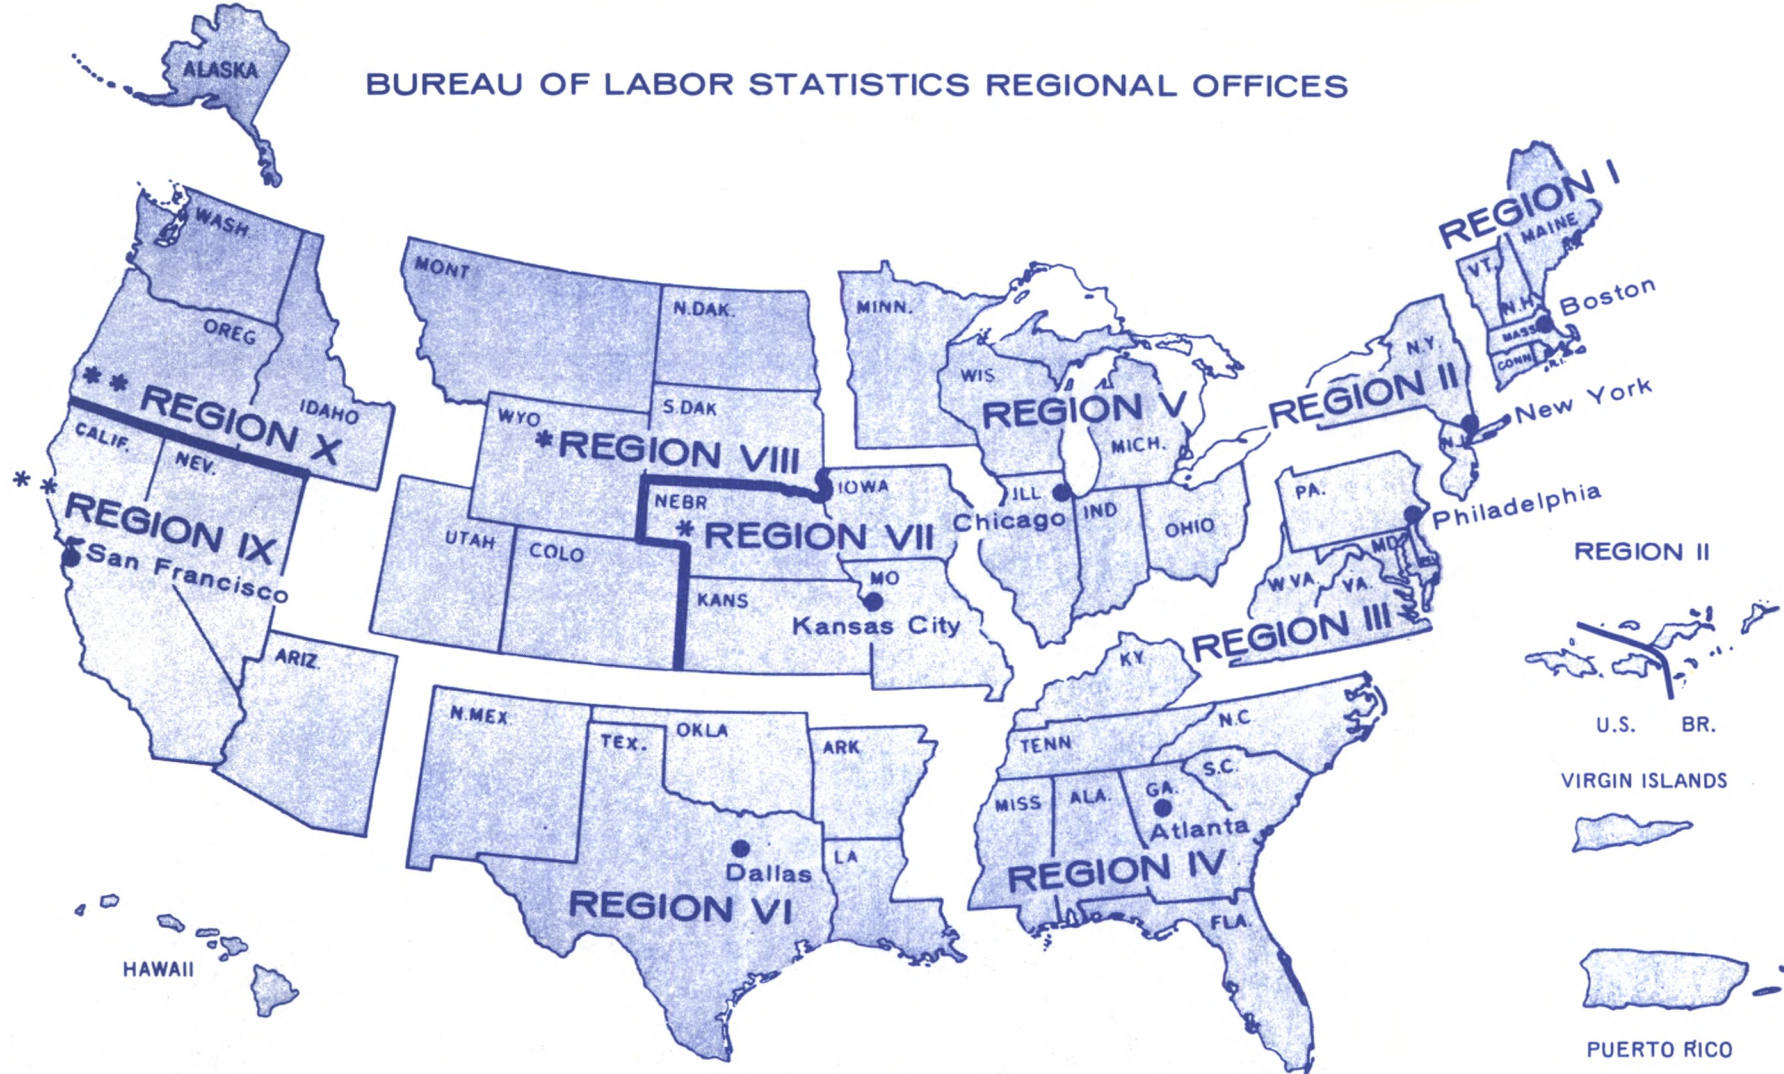 ALASKA
BUREAU OF LABOR STATISTICS REGIONAL OFFICES
REGION I
MAINE
VT.
N.H.
Boston
MASS
CONN
R.I.
WASH.
OREG
IDAHO
** REGION X
MONT
N.DAK.
S.DAK
WYO
*REGION VIII
UTAH
COLO
MINN.
WIS
MICH.
REGION V
ILL
Chicago
IND
OHIO
N.Y.
REGION II
New York
N.J.
CALIF.
NEV.
**
REGION IX
San Francisco
ARIZ.
NEBR
IOWA
* REGION VII
KANS
MO
Kansas City
PA.
Philadelphia
MD.
W VA.
VA.
REGION III
REGION II
U.S. BR.
VIRGIN ISLANDS
N.MEX.
TEX.
OKLA
ARK
LA
Dallas
REGION VI
KY.
TENN
N.C
S.C.
MISS
ALA.
GA.
Atlanta
REGION IV
FLA.
HAWAII
PUERTO RICO